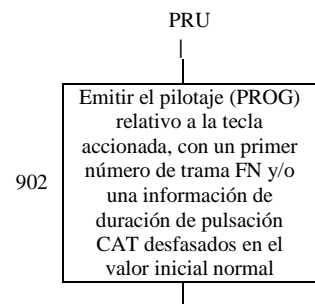 PRU
902
Emitir el pilotaje (PROG)
relativo a la tecla
accionada, con un primer
número de trama FN y/o
una información de
duración de pulsación
CAT desfasados en el
valor inicial normal